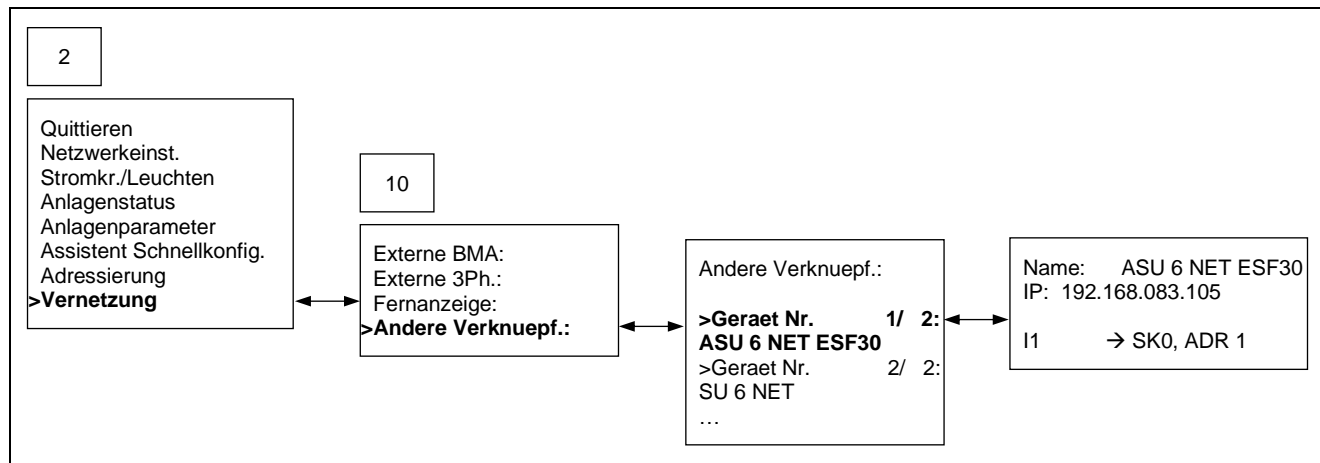 2
Quittieren
Netzwerkeinst.
Stromkr./Leuchten
Anlagenstatus
Anlagenparameter
Assistent Schnellkonfig.
Adressierung
>Vernetzung
10
Externe BMA:
Externe 3Ph.:
Fernanzeige:
>Andere Verknuepf.:
Andere Verknuepf.:
>Geraet Nr. 1/ 2:
ASU 6 NET ESF30
>Geraet Nr. 2/ 2:
SU 6 NET
…
Name: ASU 6 NET ESF30
IP: 192.168.083.105
I1 → SK0, ADR 1